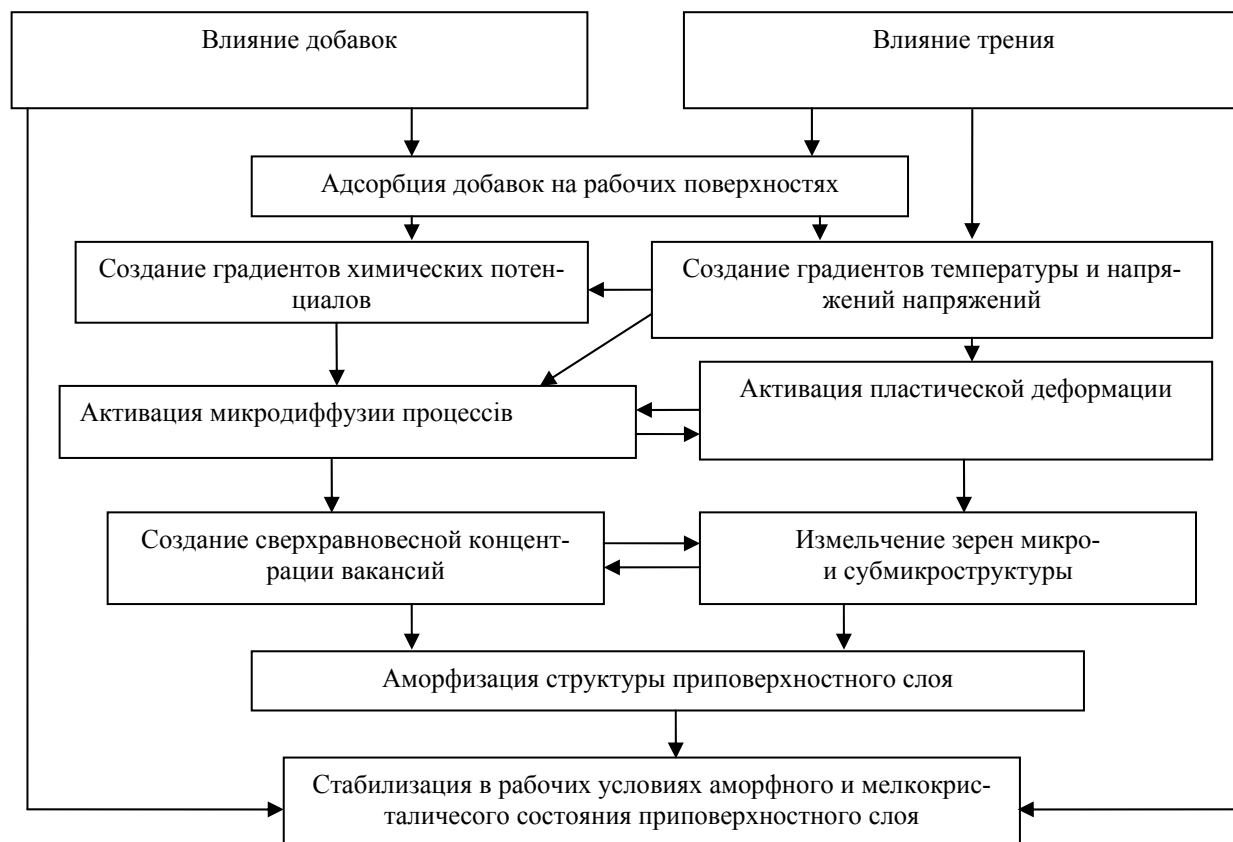 Влияние добавок
Влияние трения
Адсорбция добавок на рабочих поверхностях
Создание градиентов химических потен-
циалов
Создание градиентов температуры и напря-
жений напряжений
Активация микродиффузии процессів
Активация пластической деформации
Создание сверхравновесной концент-
рации вакансий
Измельчение зерен микро-
и субмикроструктуры
Аморфизация структуры приповерхностного слоя
Стабилизация в рабочих условиях аморфного и мелкокрис-
таличесого состояния приповерхностного слоя